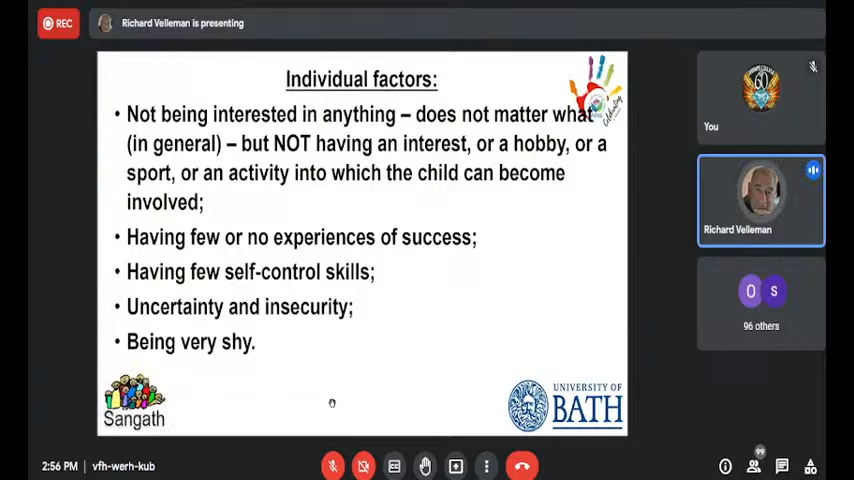 REC
Richard Velleman is presenting
Individual factors:
• Not being interested in anything – does not matter what
(in general) – but NOT having an interest, or a hobby, or a
sport, or an activity into which the child can become
involved;
• Having few or no experiences of success;
• Having few self-control skills;
• Uncertainty and insecurity;
• Being very shy.
Sangath
UNIVERSITY OF
BATH
60
You
Richard Velleman
O
S
96 others
2:56 PM | vfh-werh-kub
99